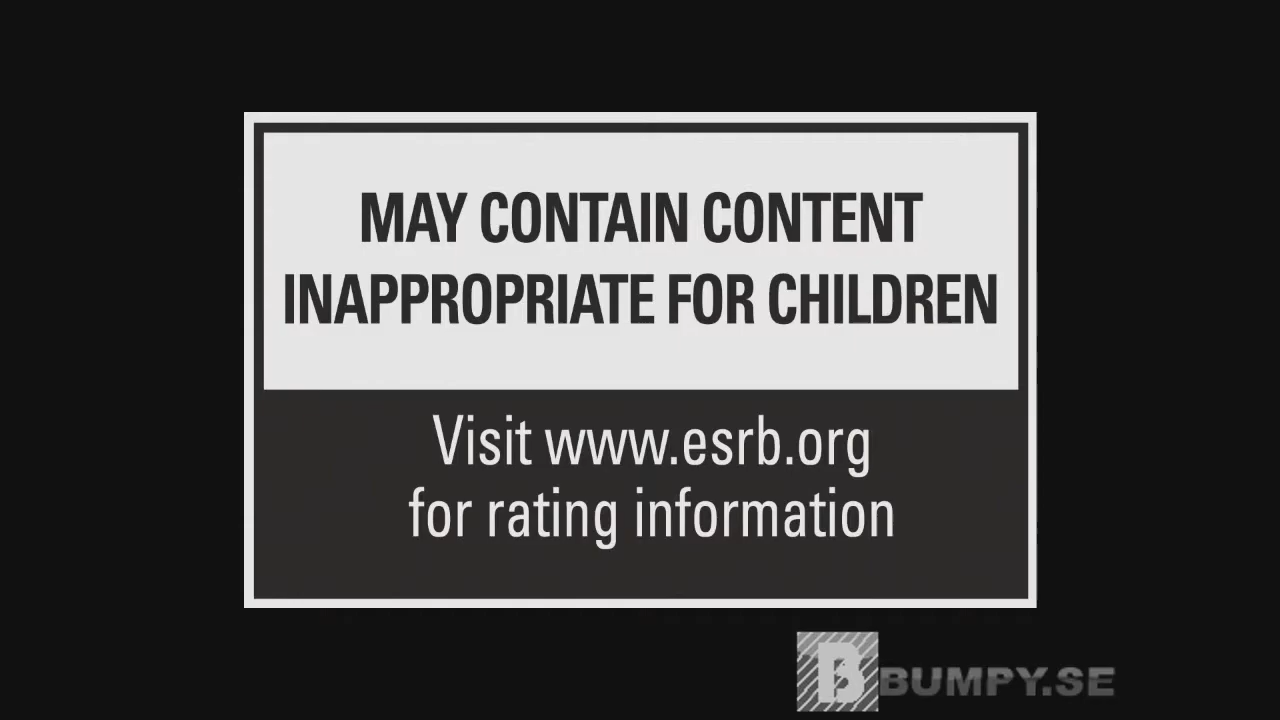 MAY CONTAIN CONTENT
INAPPROPRIATE FOR CHILDREN
Visit www.esrb.org
for rating information
B BUMPY.SE